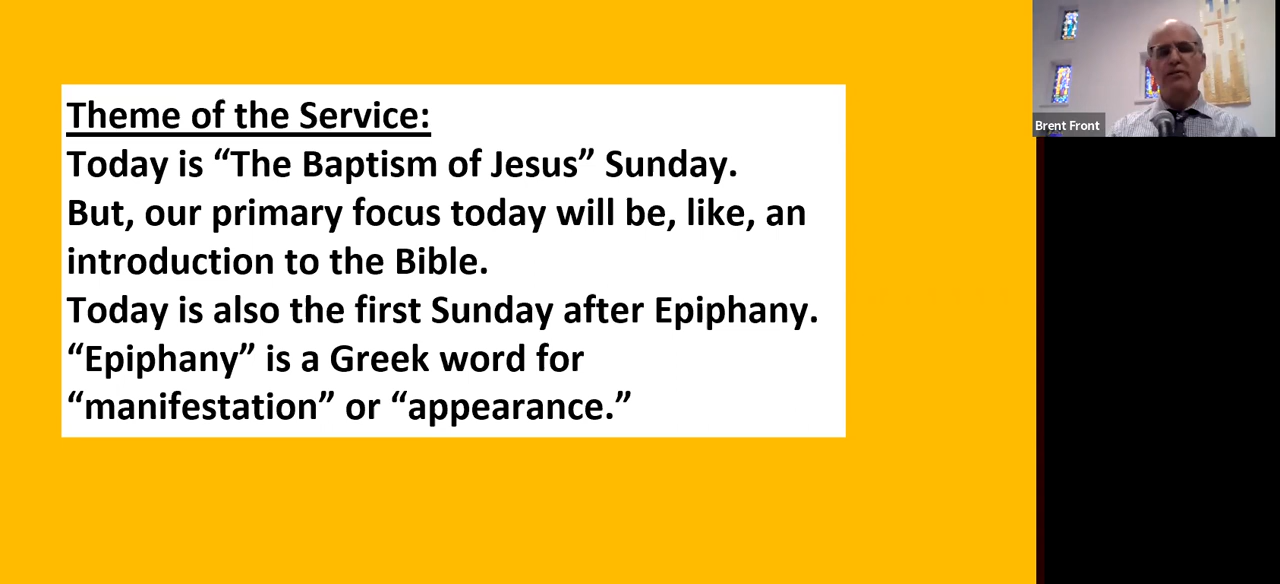 Theme of the Service:
Today is “The Baptism of Jesus” Sunday.
But, our primary focus today will be, like, an
introduction to the Bible.
Today is also the first Sunday after Epiphany.
“Epiphany” is a Greek word for
“manifestation” or “appearance.”
Brent Front